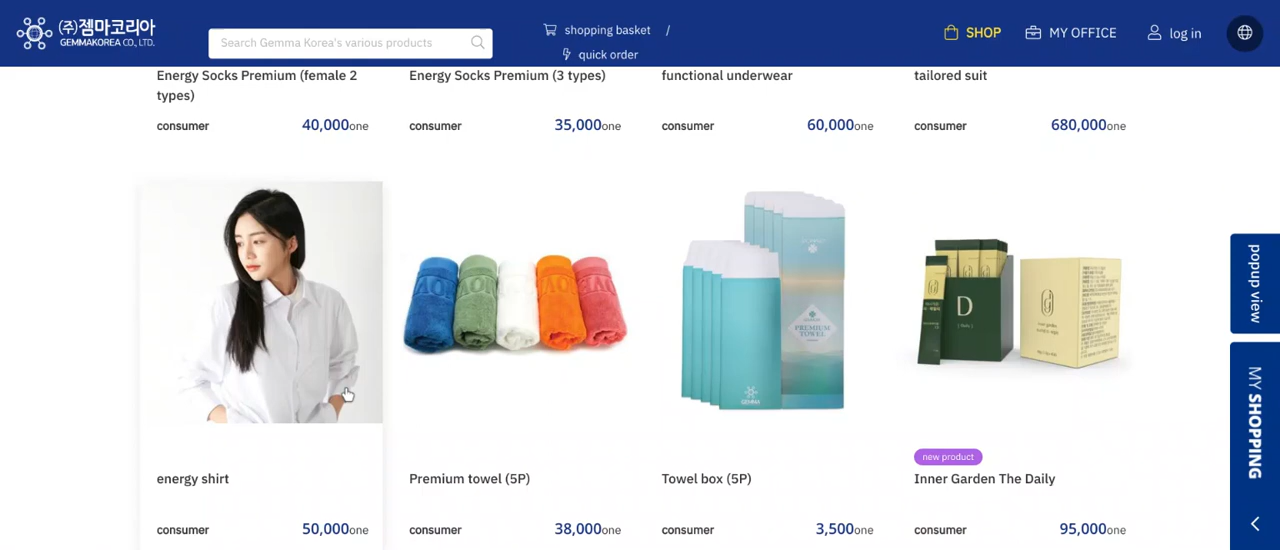 (주)젬마코리아
GEMMAKOREA CO., LTD.
Search Gemma Korea's various products
shopping basket /
quick order
SHOP
MY OFFICE
log in
Energy Socks Premium (female 2
types)
consumer 40,000one
Energy Socks Premium (3 types)
consumer 35,000one
functional underwear
consumer 60,000one
tailored suit
consumer 680,000one
popup view
MY SHOPPING
PREMIUM
TOWEL
GEMMA
D
energy shirt
consumer 50,000one
Premium towel (5P)
consumer 38,000one
Towel box (5P)
consumer 3,500one
new product
Inner Garden The Daily
consumer 95,000one